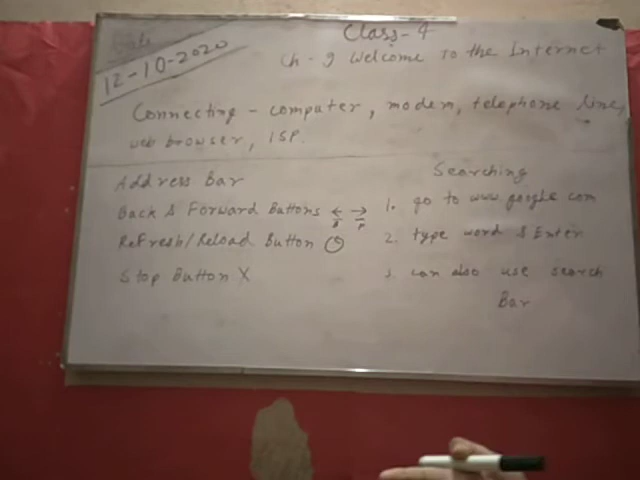 Class-4
Date
12-10-2020
Ch-9 Welcome To the Internet
Connecting - computer, modem, telephone line,
web browser, ISP.
Address Bar
Back & Forward Buttons ← →
B F
Refresh/Reload Button
Stop Button X
Searching
1. go to www.google com
2. type word & Enter
3. can also use search
Bar